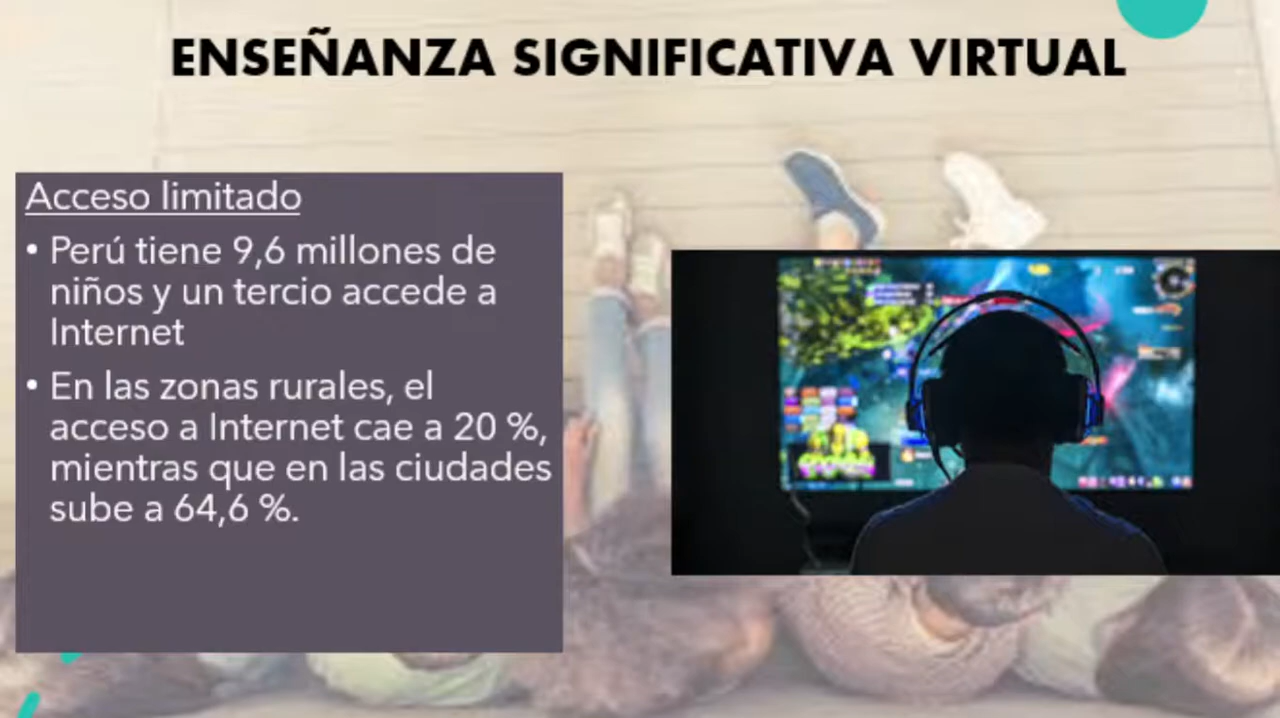 ENSEÑANZA SIGNIFICATIVA VIRTUAL
Acceso limitado
• Perú tiene 9,6 millones de
niños y un tercio accede a
Internet
• En las zonas rurales, el
acceso a Internet cae a 20 %,
mientras que en las ciudades
sube a 64,6 %.